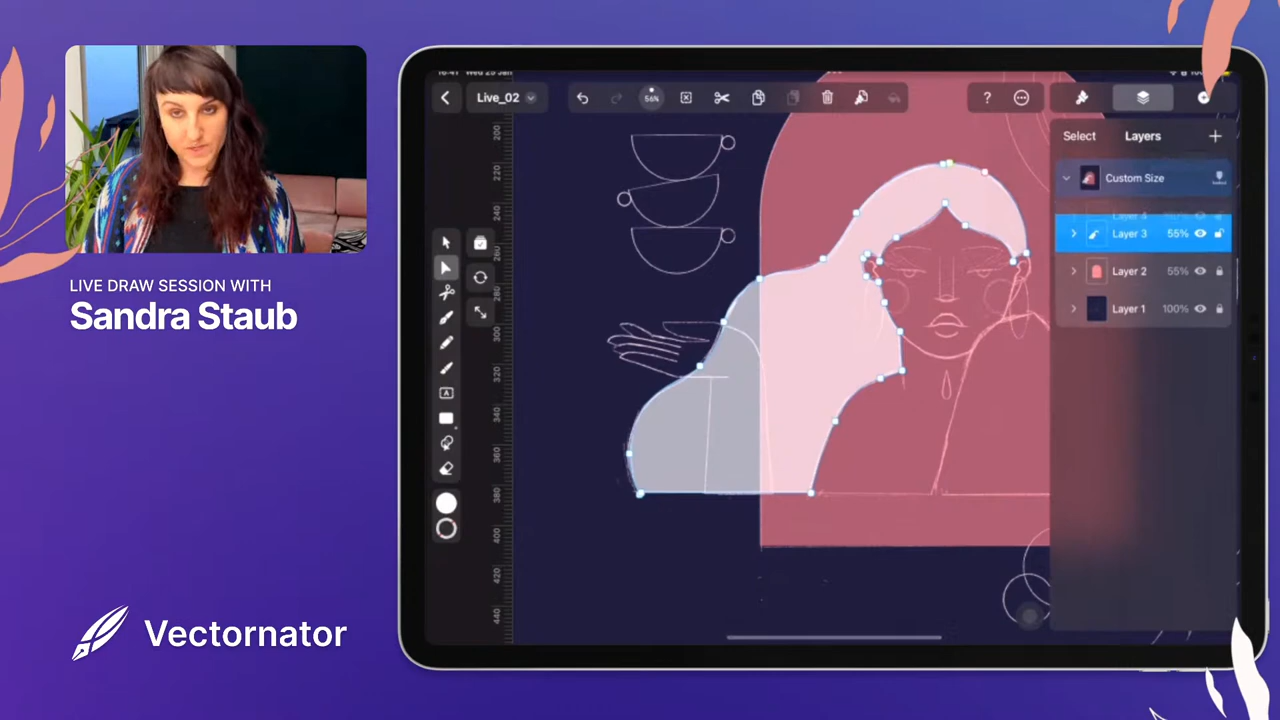 LIVE DRAW SESSION WITH
Sandra Staub
Vectornator
Live_02
56%
?
Select
Layers
Custom Size
Layer 3
55%
Layer 2
55%
Layer 1
100%
200
220
240
260
280
300
320
340
360
380
400
420
440
A